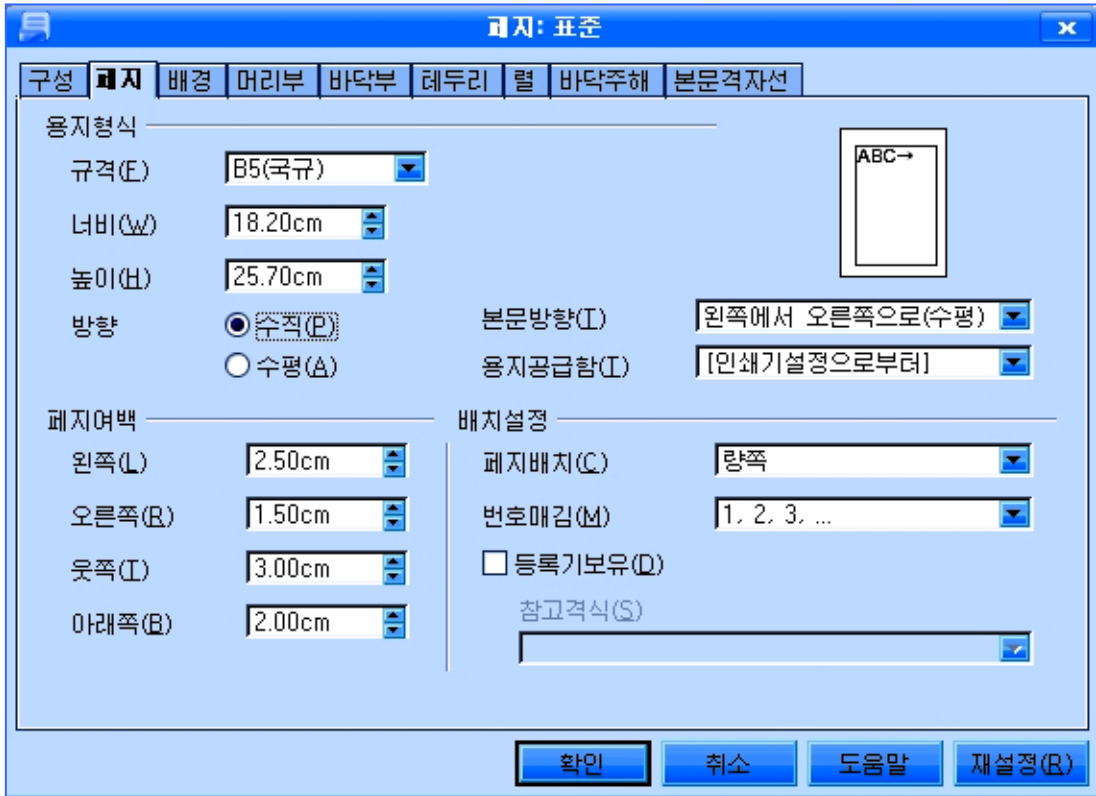 폐지: 표준
구성 폐지 배경 머리부 바닥부 테두리 렬 바닥주해 본문격자선
용지형식
ABC→
규격(F) B5(국규)
너비(W) 18.20cm
높이(H) 25.70cm
방향 수직(P) 본문방향(T) 왼쪽에서 오른쪽으로(수평)
수평(A) 용지공급함(T) [인쇄기설정으로부터]
페지여백 배치설정
왼쪽(L) 2.50cm 페지배치(C) 량쪽
오른쪽(R) 1.50cm 번호매김(M) 1, 2, 3, ...
웃쪽(T) 3.00cm 등록기보유(D)
참고격식(S)
아래쪽(B) 2.00cm
확인 취소 도움말 재설정(R)